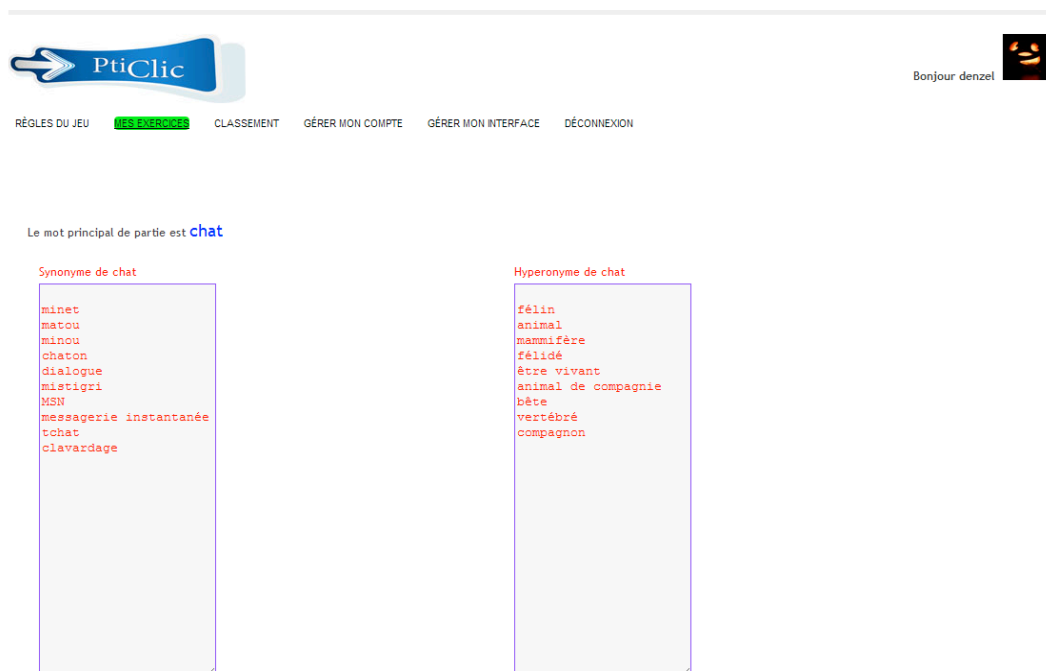 PtiClic
Bonjour denzel
RÈGLES DU JEU MES EXERCICES CLASSEMENT GÉRER MON COMPTE GÉRER MON INTERFACE DÉCONNEXION
Le mot principal de partie est chat
Synonyme de chat
minet
matou
minou
chaton
dialogue
mistigri
MSN
messagerie instantanée
tchat
clavardage
Hyperonyme de chat
félin
animal
mammifère
félidé
être vivant
animal de compagnie
bête
vertébré
compagnon